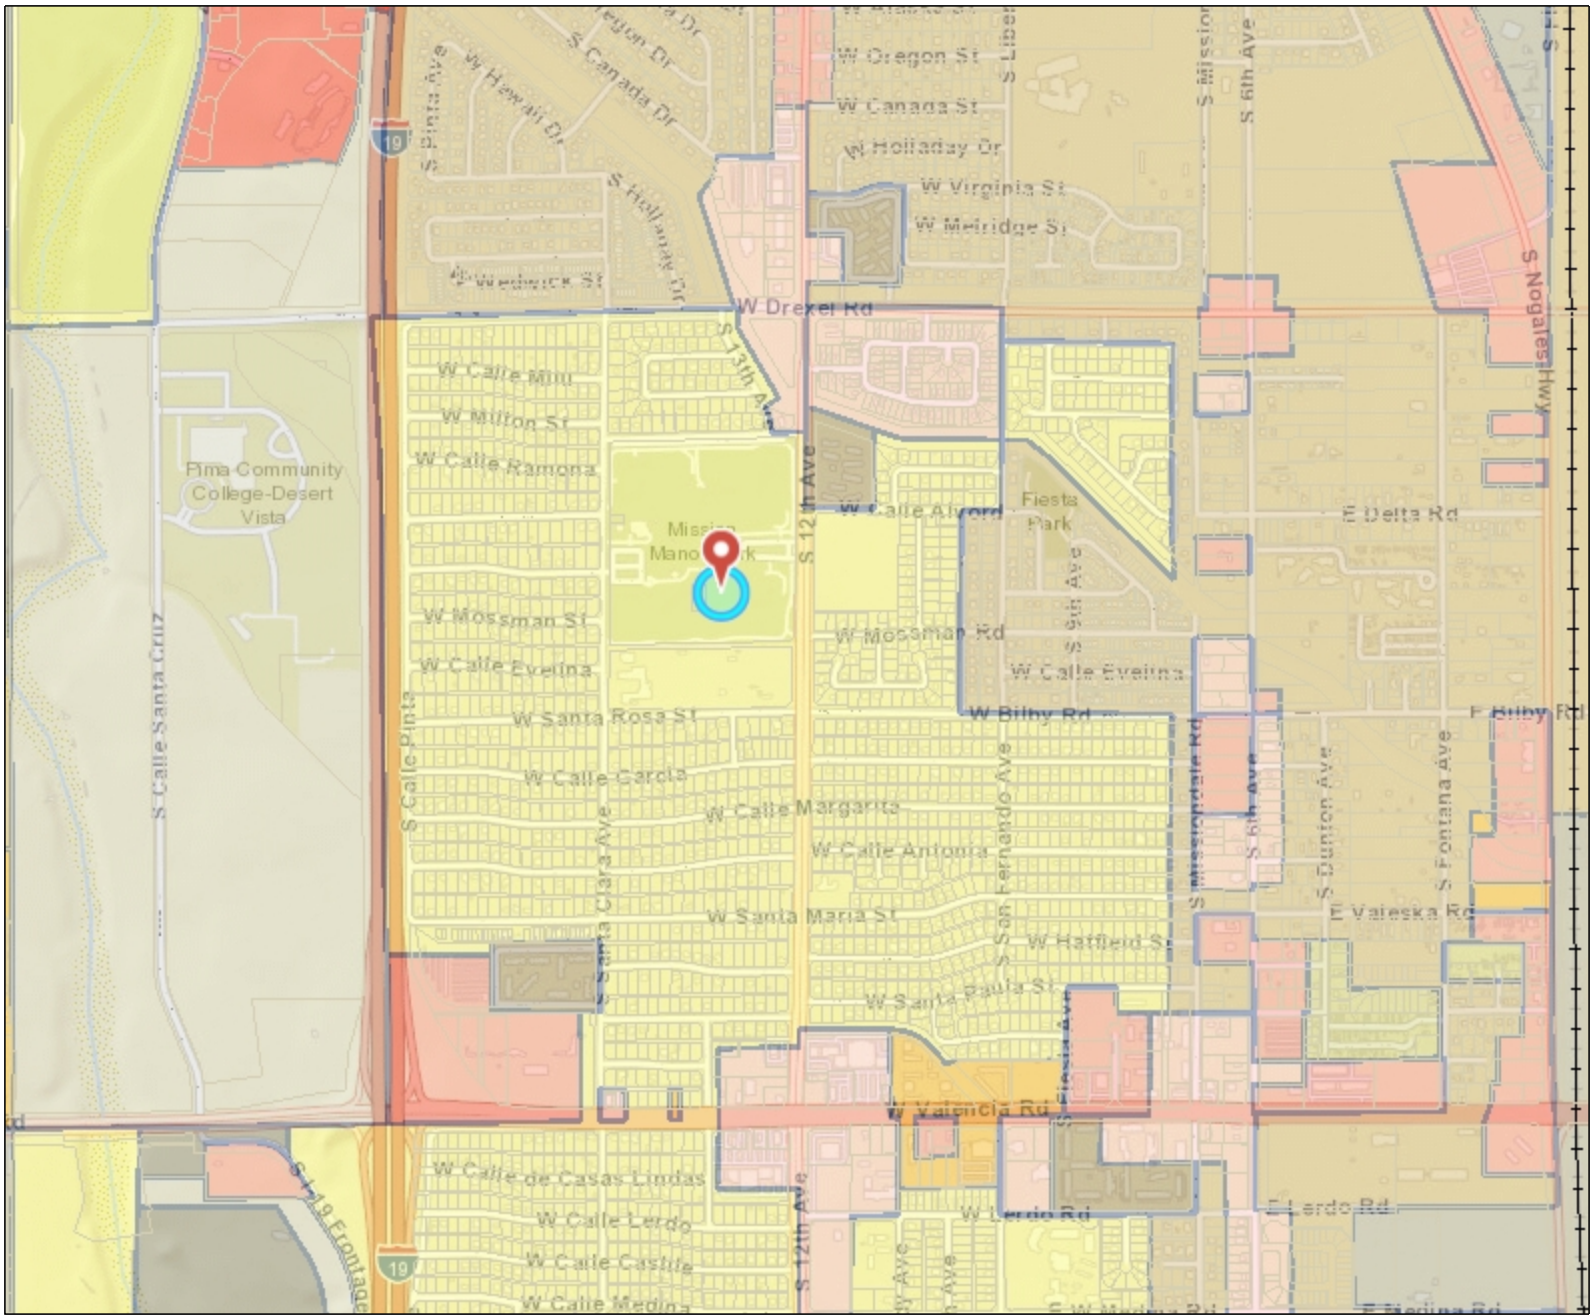 W Oregon St
S Canada Dr
S 6th Ave
W Hawaii Dr
W Canada St
19
S Pinta Ave
W Holladay Dr
W Virginia St
W Melridge St
S Holladay Dr
W Drexel Rd
S Nogales Hwy
S 13th Ave
W Milton St
W Calle Ramona
Pima Community
College-Desert
Vista
S 12th Ave
W Calle Alvord
Fiesta
Park
E Delta Rd
Mission
Manor Park
W Mossman St
W Mossman Rd
W Calle Evelina
W Calle Evelina
S Calle Santa Cruz
S Calle Pinta
W Santa Rosa St
W Bilby Rd
E Bilby Rd
W Calle Garcia
W Calle Margarita
W Calle Antonia
S Santa Clara Ave
S San Fernando Ave
S Missiondale Rd
S 6th Ave
S Fontana Ave
W Santa Maria St
W Hatfield St
E Valeska Rd
W Santa Paula St
S Fiesta Ave
W Valencia Rd
W Calle de Casas Lindas
S I-19 Frontage
W Calle Lerdo
W Lerdo Rd
E Lerdo Rd
S 12th Ave
W Calle Castile
19
W Calle Medina